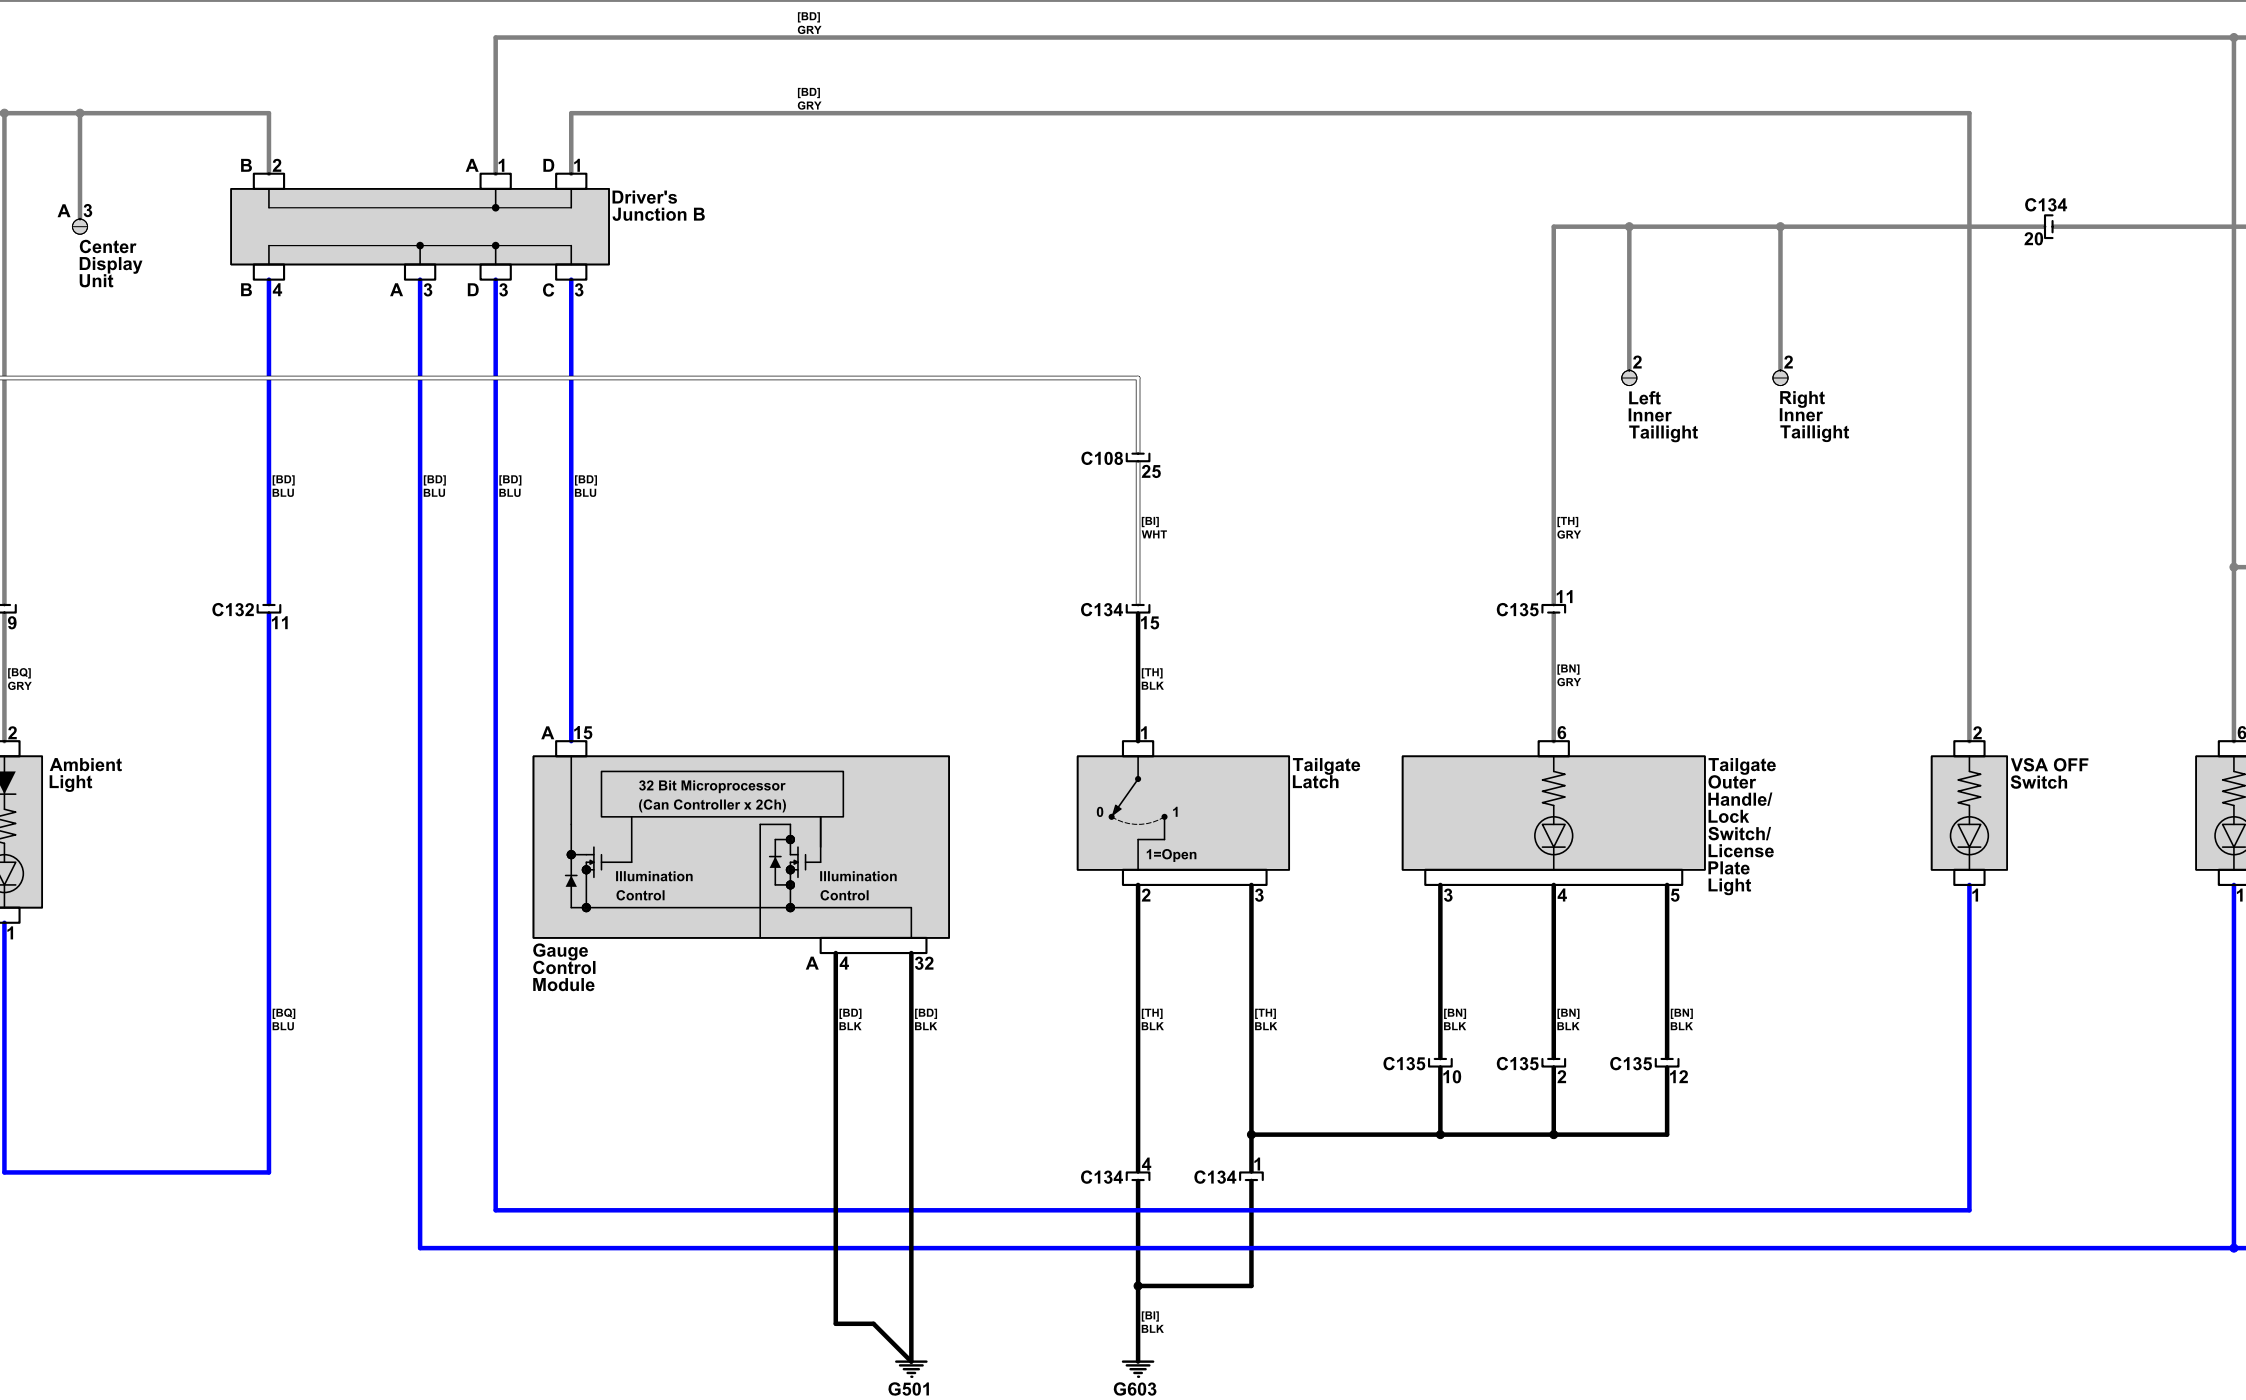 [BD]
GRY
[BD]
GRY
B 2
A 1
D 1
Driver's
Junction B
A 3
Center
Display
Unit
B 4
A 3
D 3
C 3
C134
20
2
Left
Inner
Taillight
2
Right
Inner
Taillight
C108
25
[BD]
BLU
[BD]
BLU
[BD]
BLU
[BD]
BLU
[BI]
WHT
[TH]
GRY
9
C132
11
C134
15
11
C135
[BQ]
GRY
[TH]
BLK
[BN]
GRY
2
A 15
1
6
2
6
Ambient
Light
32 Bit Microprocessor
(Can Controller x 2Ch)
Illumination
Control
Illumination
Control
Tailgate
Latch
0
1
1=Open
Tailgate
Outer
Handle/
Lock
Switch/
License
Plate
Light
VSA OFF
Switch
1
2
3
3
4
5
1
1
Gauge
Control
Module
A 4
32
[BQ]
BLU
[BD]
BLK
[BD]
BLK
[TH]
BLK
[TH]
BLK
[BN]
BLK
[BN]
BLK
[BN]
BLK
C135
10
C135
2
C135
12
4
C134
1
C134
[BI]
BLK
G501
G603